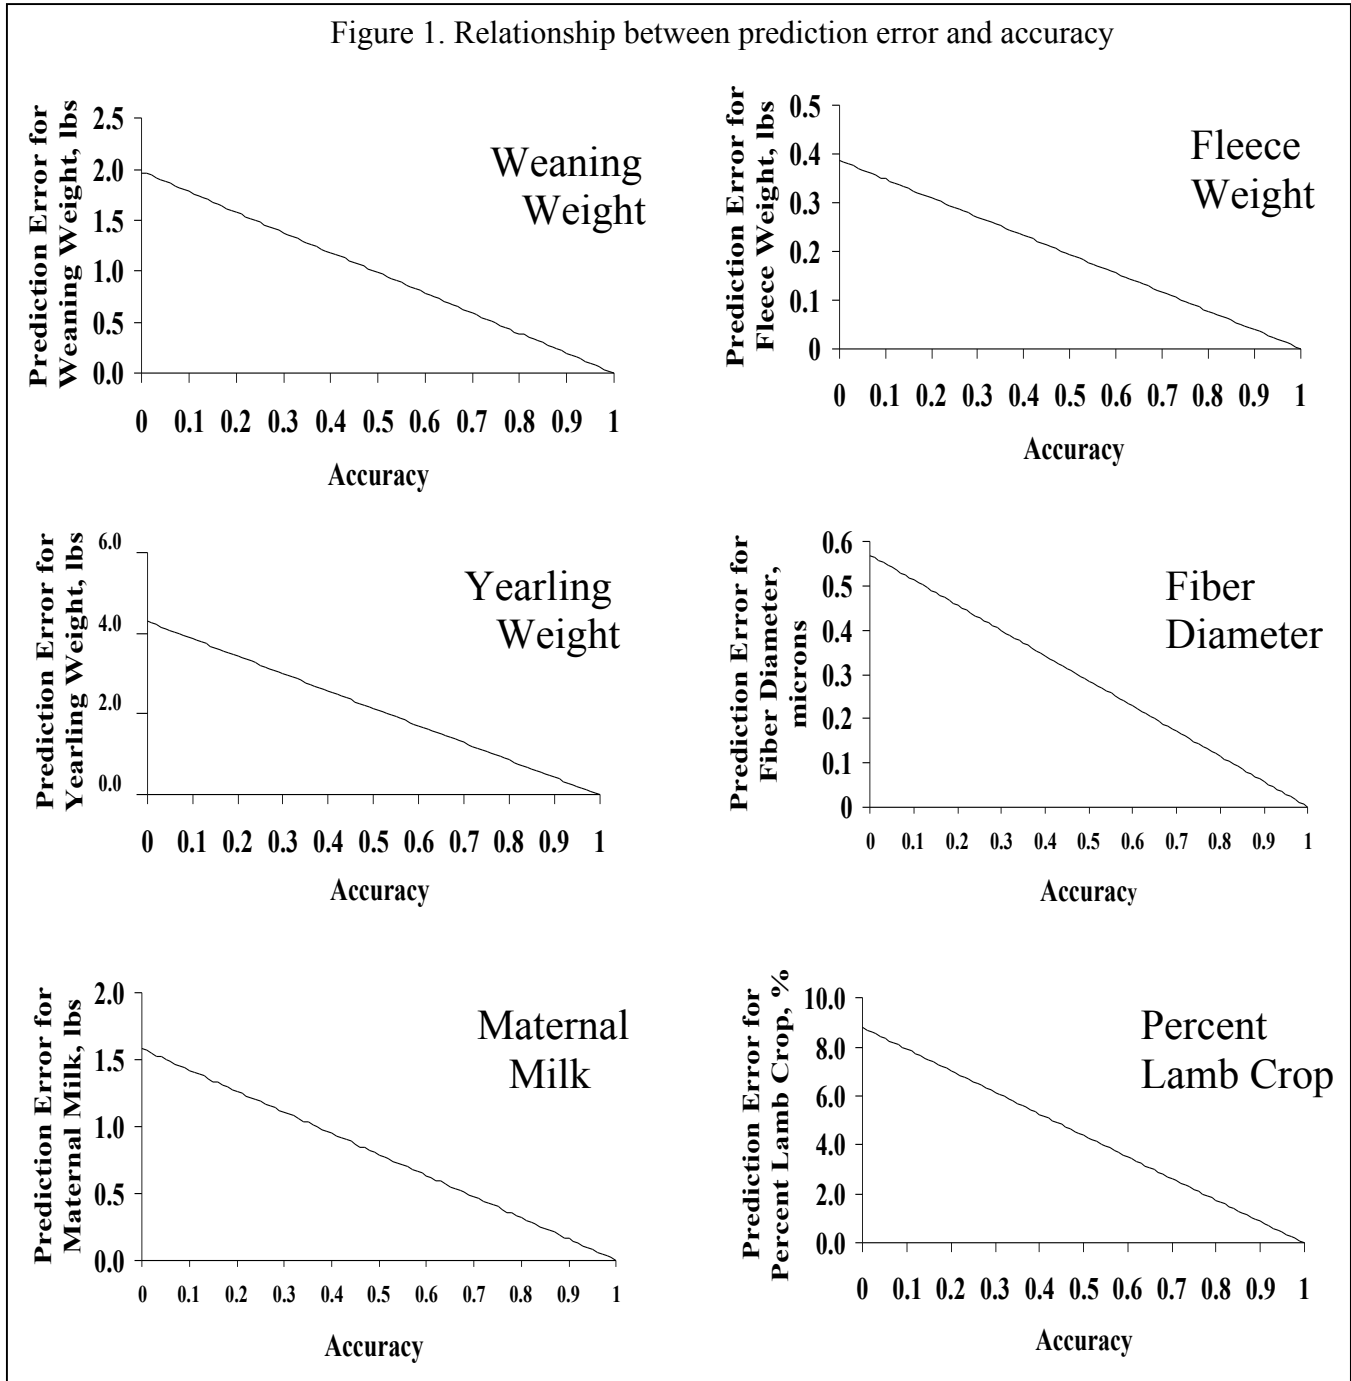 Figure 1. Relationship between prediction error and accuracy
Prediction Error for
Weaning Weight, lbs
2.5
2.0
1.5
1.0
0.5
0.0
0 0.1 0.2 0.3 0.4 0.5 0.6 0.7 0.8 0.9 1
Accuracy
Weaning
Weight
Prediction Error for
Fleece Weight, lbs
0.5
0.4
0.3
0.2
0.1
0
0 0.1 0.2 0.3 0.4 0.5 0.6 0.7 0.8 0.9 1
Accuracy
Fleece
Weight
Prediction Error for
Yearling Weight, lbs
6.0
4.0
2.0
0.0
0 0.1 0.2 0.3 0.4 0.5 0.6 0.7 0.8 0.9 1
Accuracy
Yearling
Weight
Prediction Error for
Fiber Diameter,
microns
0.6
0.5
0.4
0.3
0.2
0.1
0
0 0.1 0.2 0.3 0.4 0.5 0.6 0.7 0.8 0.9 1
Accuracy
Fiber
Diameter
Prediction Error for
Maternal Milk, lbs
2.0
1.5
1.0
0.5
0.0
0 0.1 0.2 0.3 0.4 0.5 0.6 0.7 0.8 0.9 1
Accuracy
Maternal
Milk
Prediction Error for
Percent Lamb Crop, %
10.0
8.0
6.0
4.0
2.0
0.0
0 0.1 0.2 0.3 0.4 0.5 0.6 0.7 0.8 0.9 1
Accuracy
Percent
Lamb Crop